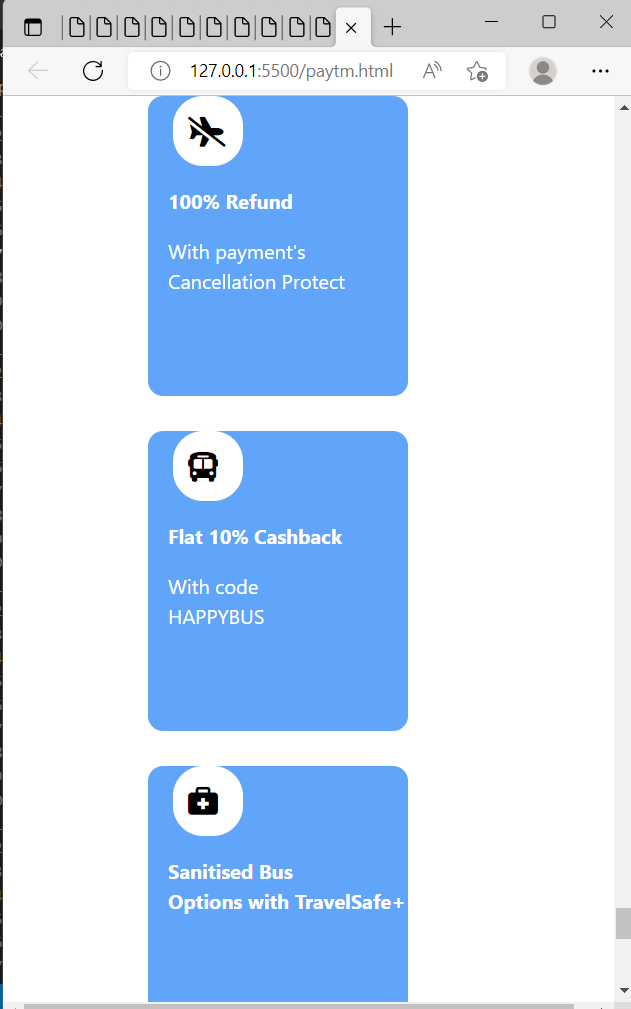 127.0.0.1:5500/paytm.html
100% Refund
With payment's
Cancellation Protect
Flat 10% Cashback
With code
HAPPYBUS
Sanitised Bus
Options with TravelSafe+